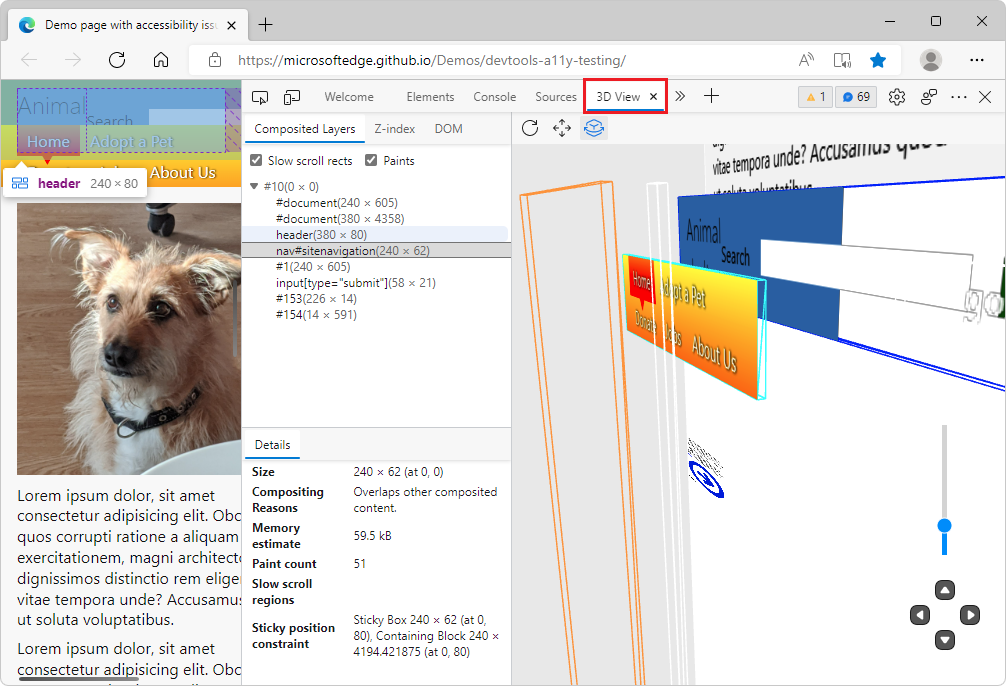 Demo page with accessibility issu
https://microsoftedge.github.io/Demos/devtools-a11y-testing/
Welcome Elements Console Sources 3D View 1 69
Animal
Search
Home Adopt a Pet
About Us
header 240 × 80
Lorem ipsum dolor, sit amet
consectetur adipisicing elit. Obc
quos corrupti ratione a aliquam
exercitationem, magni architecto
dignissimos distinctio rem elige
vitae tempora unde? Accusamus
ut soluta voluptatibus.
Lorem ipsum dolor, sit amet
consectetur adipisicing elit. Obc
Composited Layers Z-index DOM
Slow scroll rects Paints
#10(0 × 0)
#document(240 × 605)
#document(380 × 4358)
header(380 × 80)
nav#sitenavigation(240 × 62)
#1(240 × 605)
input[type="submit"](58 × 21)
#153(226 × 14)
#154(14 × 591)
Details
Size 240 × 62 (at 0, 0)
Compositing Reasons Overlaps other composited content.
Memory estimate 59.5 kB
Paint count 51
Slow scroll regions
Sticky position constraint Sticky Box 240 × 62 (at 0, 80), Containing Block 240 × 4194.421875 (at 0, 80)
vitae tempora unde? Accusamus quo
ut soluta voluptatibus
Animal
Search
Home Adopt a Pet
Donate Jobs About Us
go